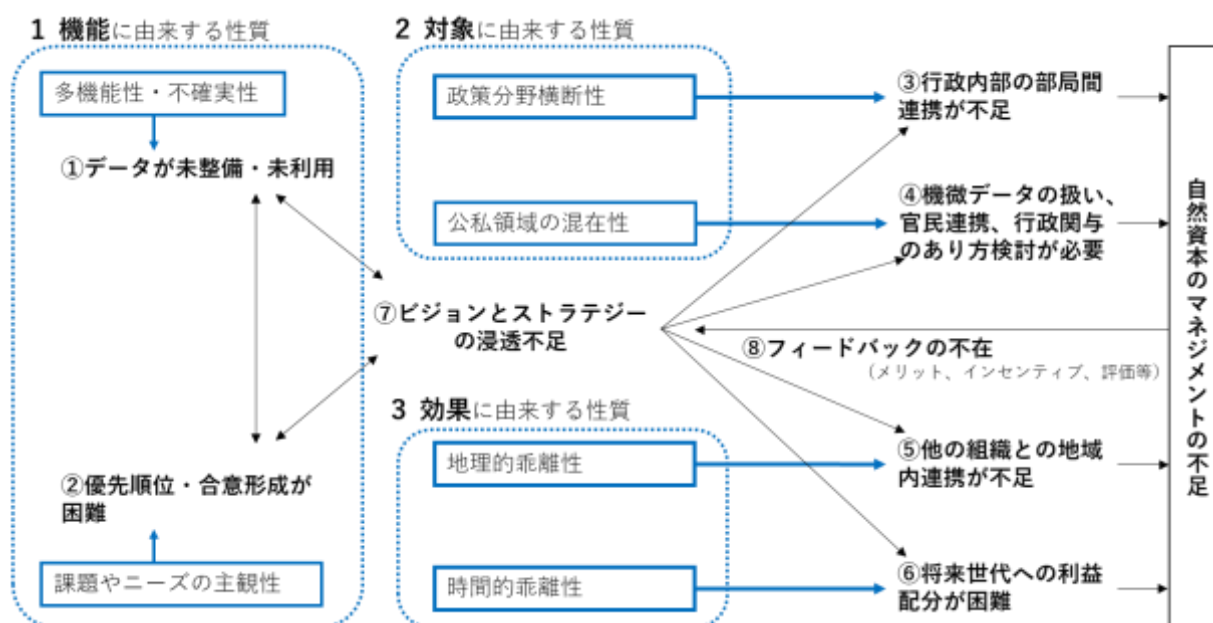 1 機能に由来する性質
多機能性・不確実性
①データが未整備・未利用
②優先順位・合意形成が
困難
課題やニーズの主観性
2 対象に由来する性質
政策分野横断性
公私領域の混在性
⑦ビジョンとストラテジー
の浸透不足
3 効果に由来する性質
地理的乖離性
時間的乖離性
③行政内部の部局間
連携が不足
④機微データの扱い、
官民連携、行政関与
のあり方検討が必要
⑧フィードバックの不在
（メリット、インセンティブ、評価等）
⑤他の組織との地域
内連携が不足
⑥将来世代への利益
配分が困難
自然資本のマネジメントの不足